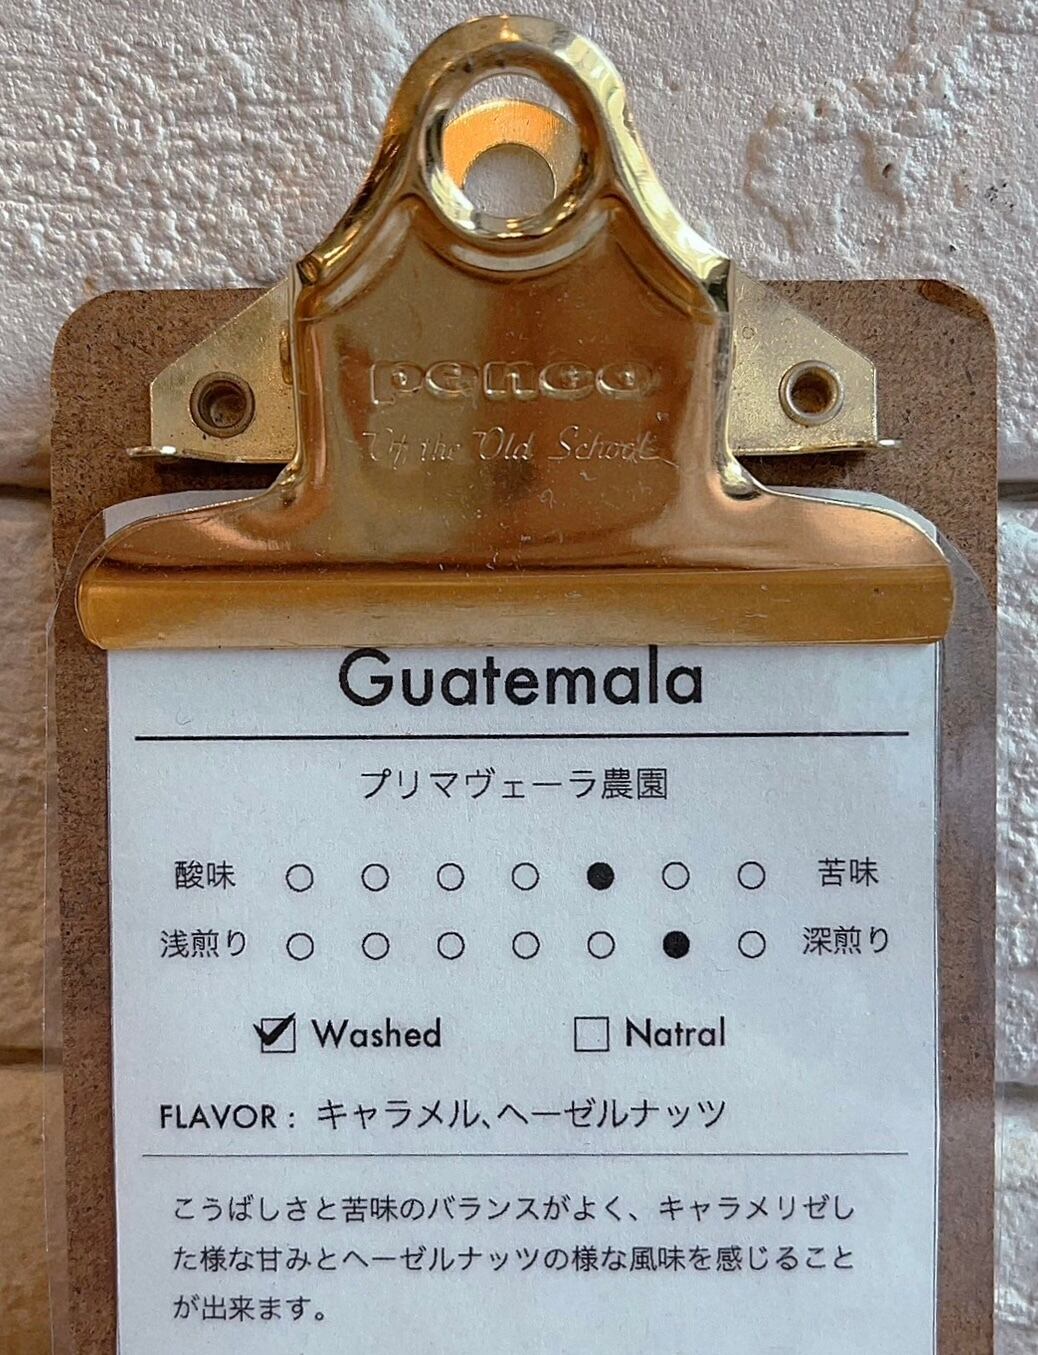 penco
Of the Old School
Guatemala
プリマヴェーラ農園
酸味 ○ ○ ○ ○ ● ○ ○ 苦味
浅煎り ○ ○ ○ ○ ○ ● ○ 深煎り
☑ Washed ☐ Natral
FLAVOR : キャラメル、ヘーゼルナッツ
こうばしさと苦味のバランスがよく、キャラメリゼし
た様な甘みとヘーゼルナッツの様な風味を感じること
が出来ます。